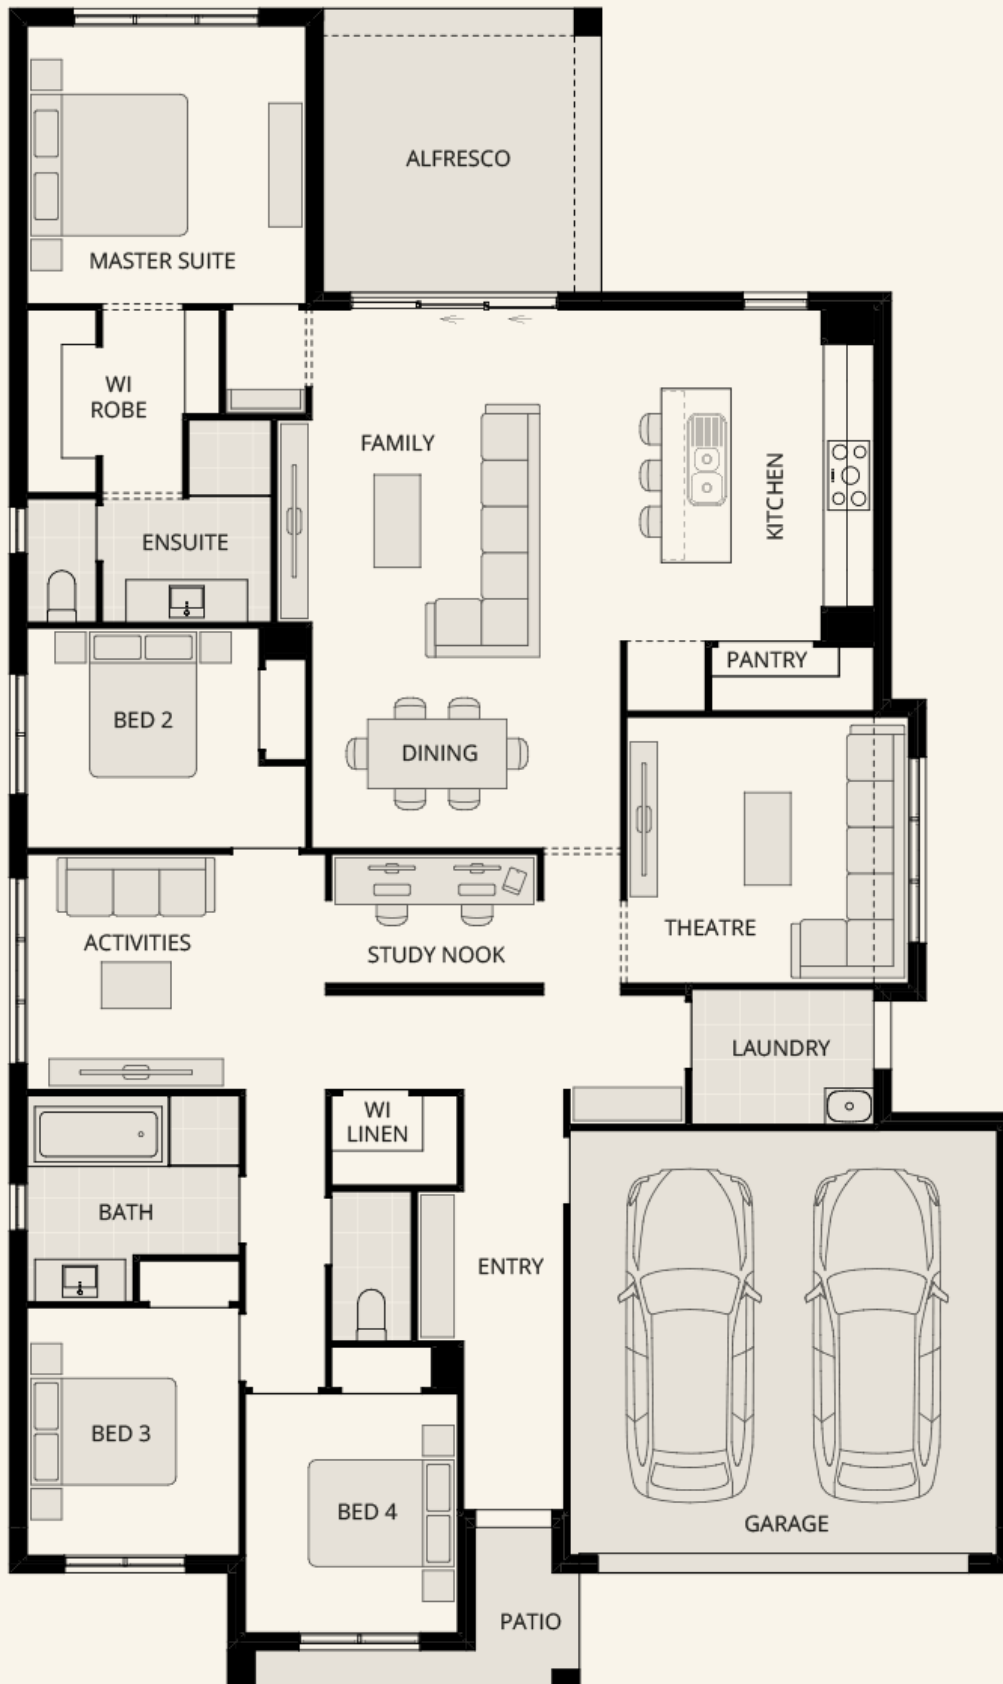 ALFRESCO
MASTER SUITE
WI
ROBE
FAMILY
KITCHEN
ENSUITE
PANTRY
BED 2
DINING
THEATRE
ACTIVITIES
STUDY NOOK
LAUNDRY
WI
LINEN
BATH
ENTRY
BED 3
BED 4
GARAGE
PATIO